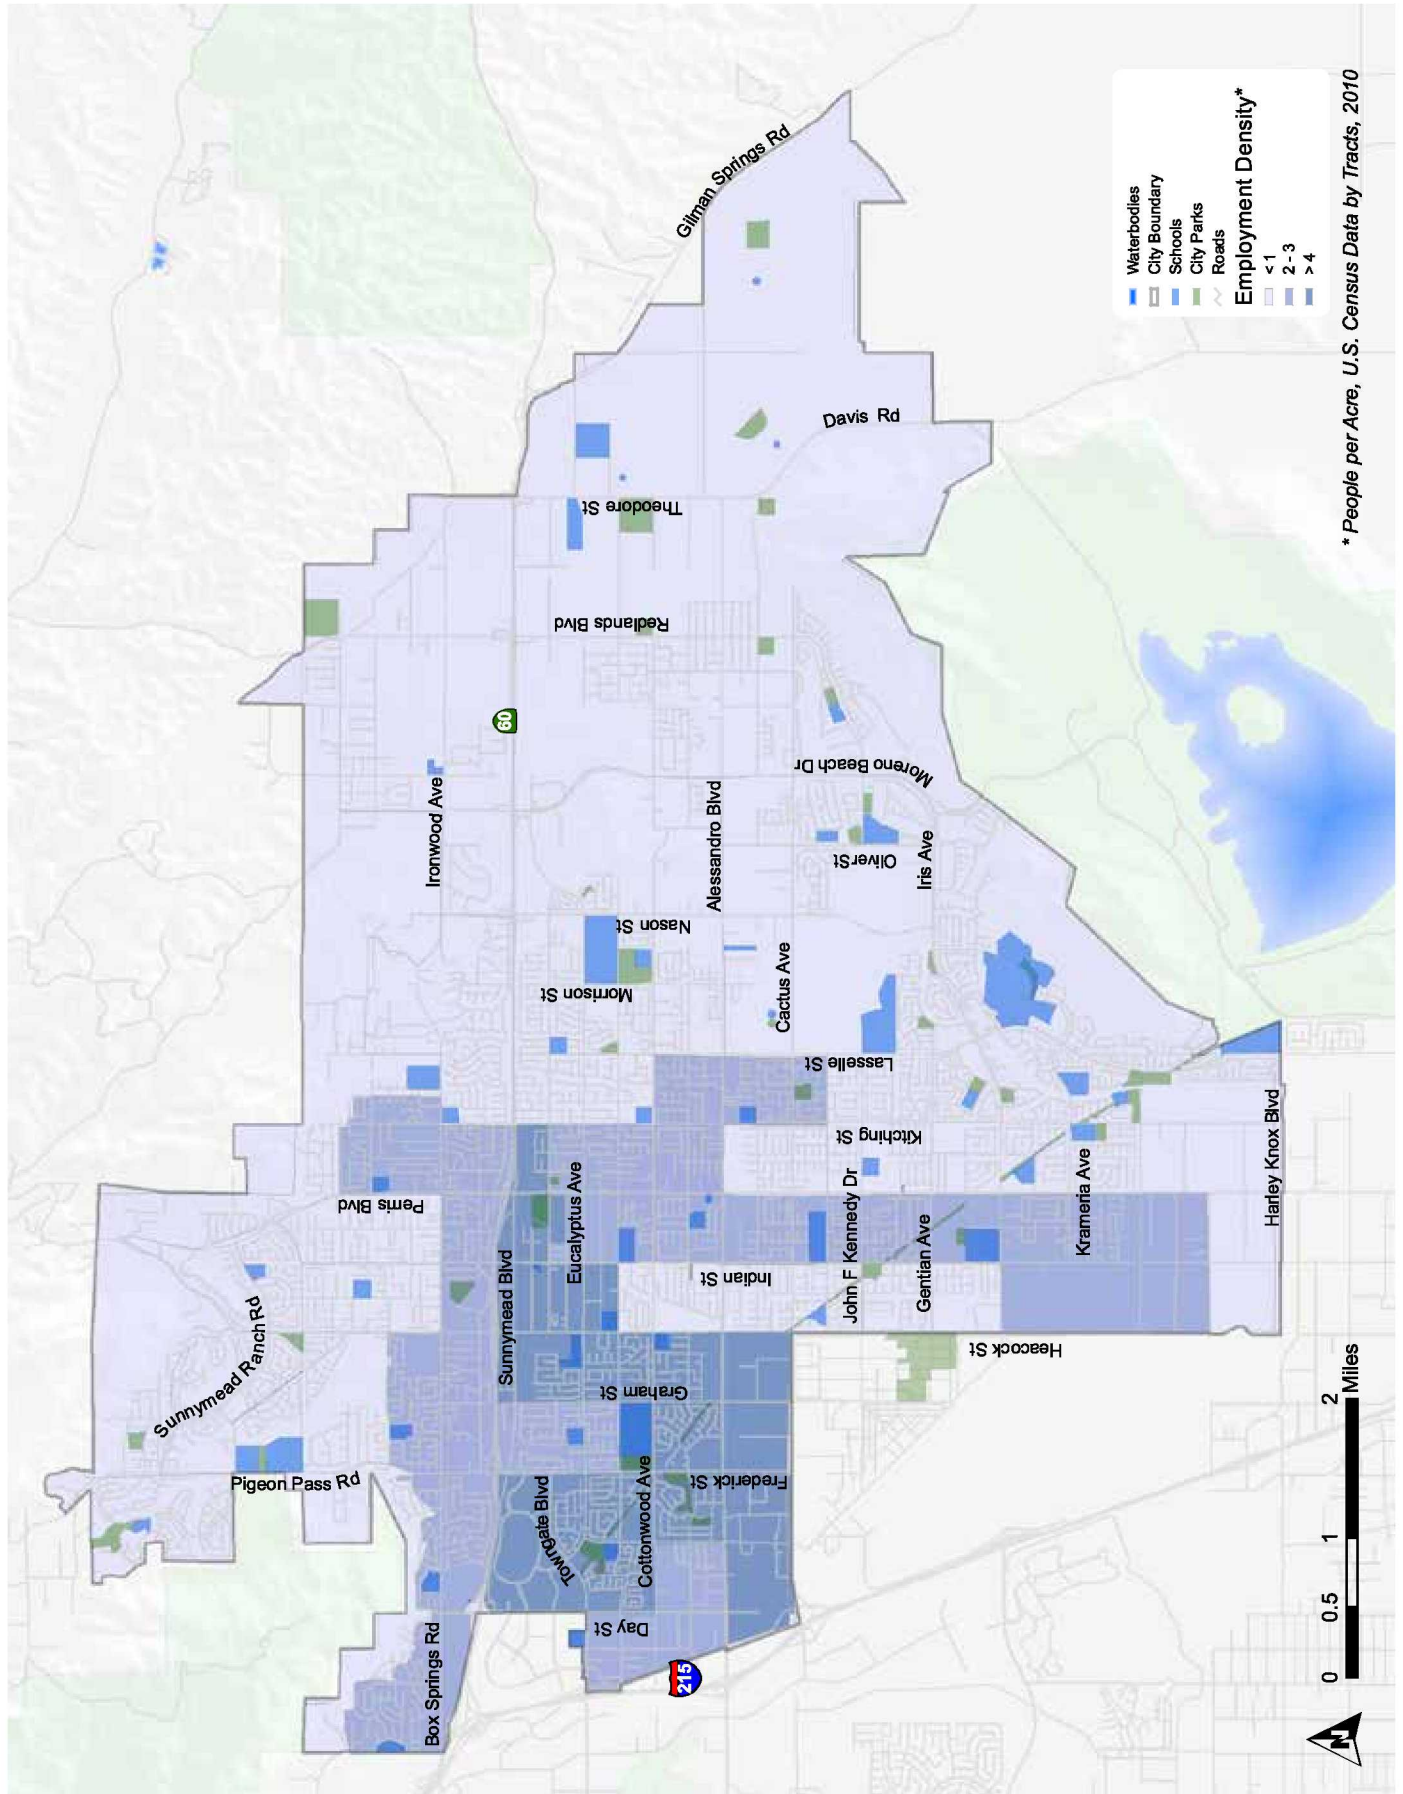 Gilman Springs Rd
Davis Rd
Theodore St
Redlands Blvd
60
Moreno Beach Dr
Ironwood Ave
Alessandro Blvd
Oliver St
Iris Ave
Nason St
Morrison St
Cactus Ave
Lasselle St
Kitching St
Perris Blvd
Eucalyptus Ave
John F Kennedy Dr
Gentian Ave
Krameria Ave
Harley Knox Blvd
Indian St
Sunnymead Blvd
Sunnymead Ranch Rd
Heacock St
Graham St
Pigeon Pass Rd
Towngate Blvd
Cottonwood Ave
Frederick St
Day St
Box Springs Rd
215
Waterbodies
City Boundary
Schools
City Parks
Roads
Employment Density*
< 1
2 - 3
> 4
* People per Acre, U.S. Census Data by Tracts, 2010
N
0 0.5 1 2
Miles